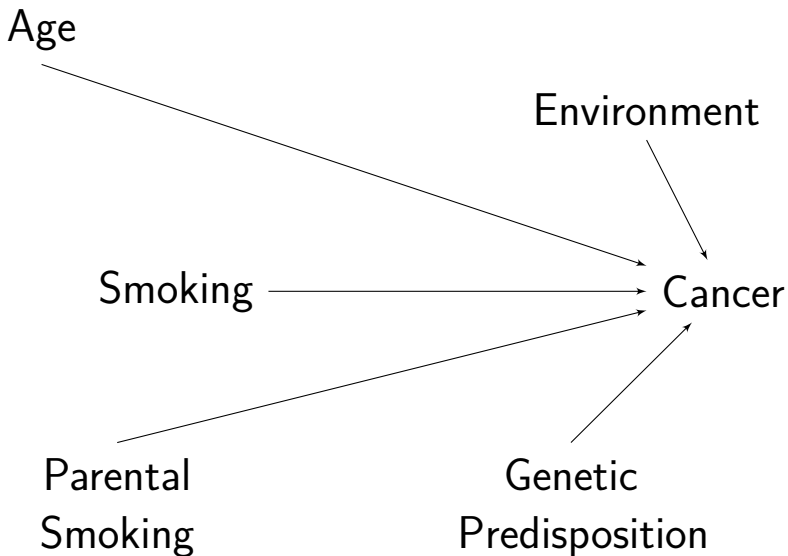 Age
Environment
Smoking
Cancer
Parental
Smoking
Genetic
Predisposition